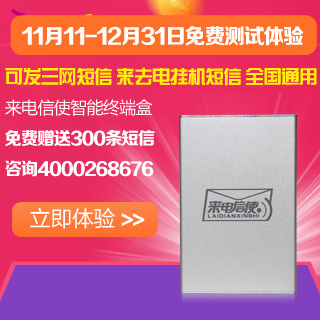 11月11-12月31日免费测试体验
可发三网短信 来去电挂机短信 全国通用
来电信使智能终端盒
免费赠送300条短信
咨询4000268676
立即体验 >>
来电信使
LAIDIANXINSHI